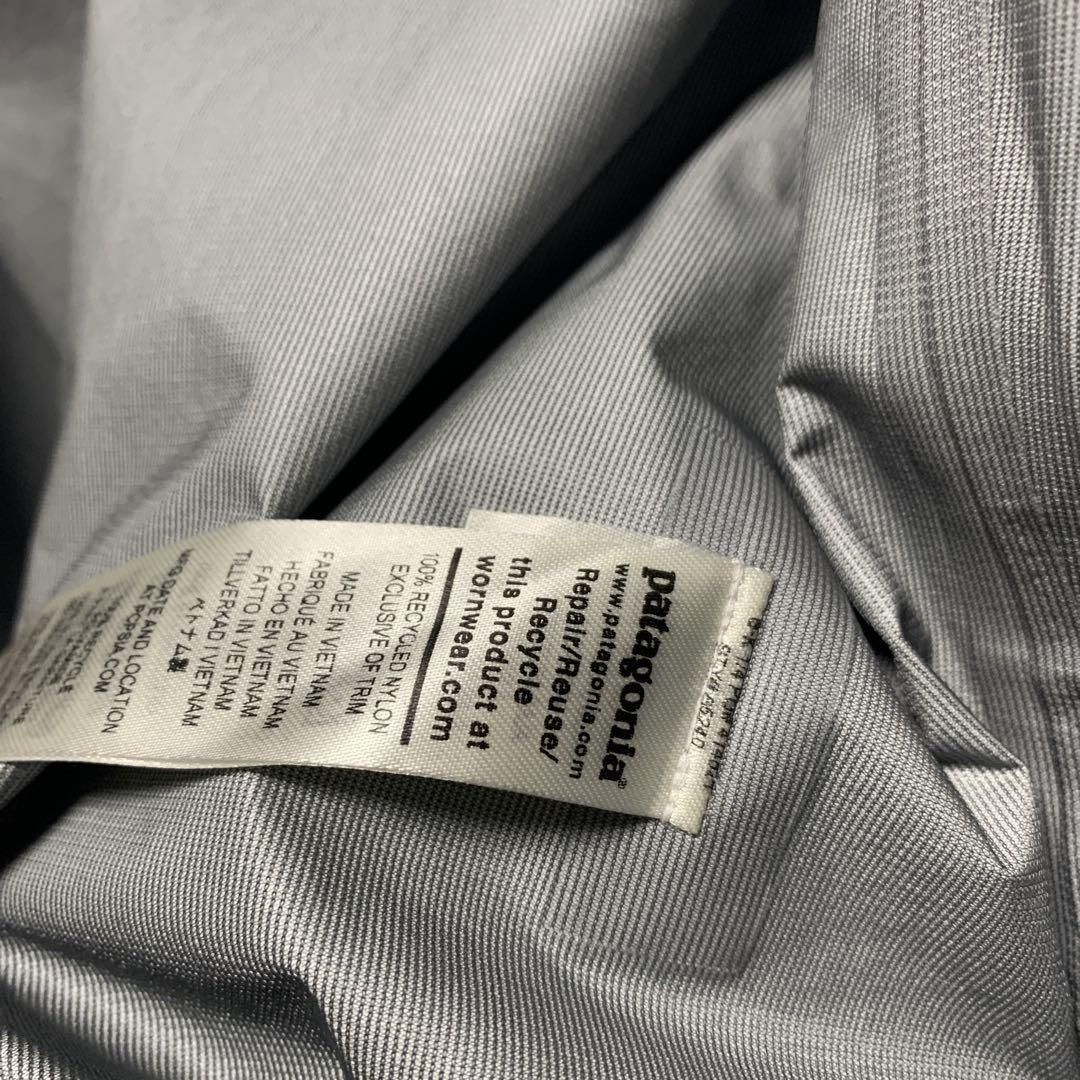 patagonia®
www.patagonia.com
Repair/Reuse/
Recycle
this product at
wornwear.com
100% RECYCLED NYLON
EXCLUSIVE OF TRIM
MADE IN VIETNAM
FABRIQUE AU VIETNAM
HECHO EN VIETNAM
FATTO IN VIETNAM
TILLVERKAD I VIETNAM
ベトナム製
MFG DATE AND LOCATION
AT PCPSIA.COM